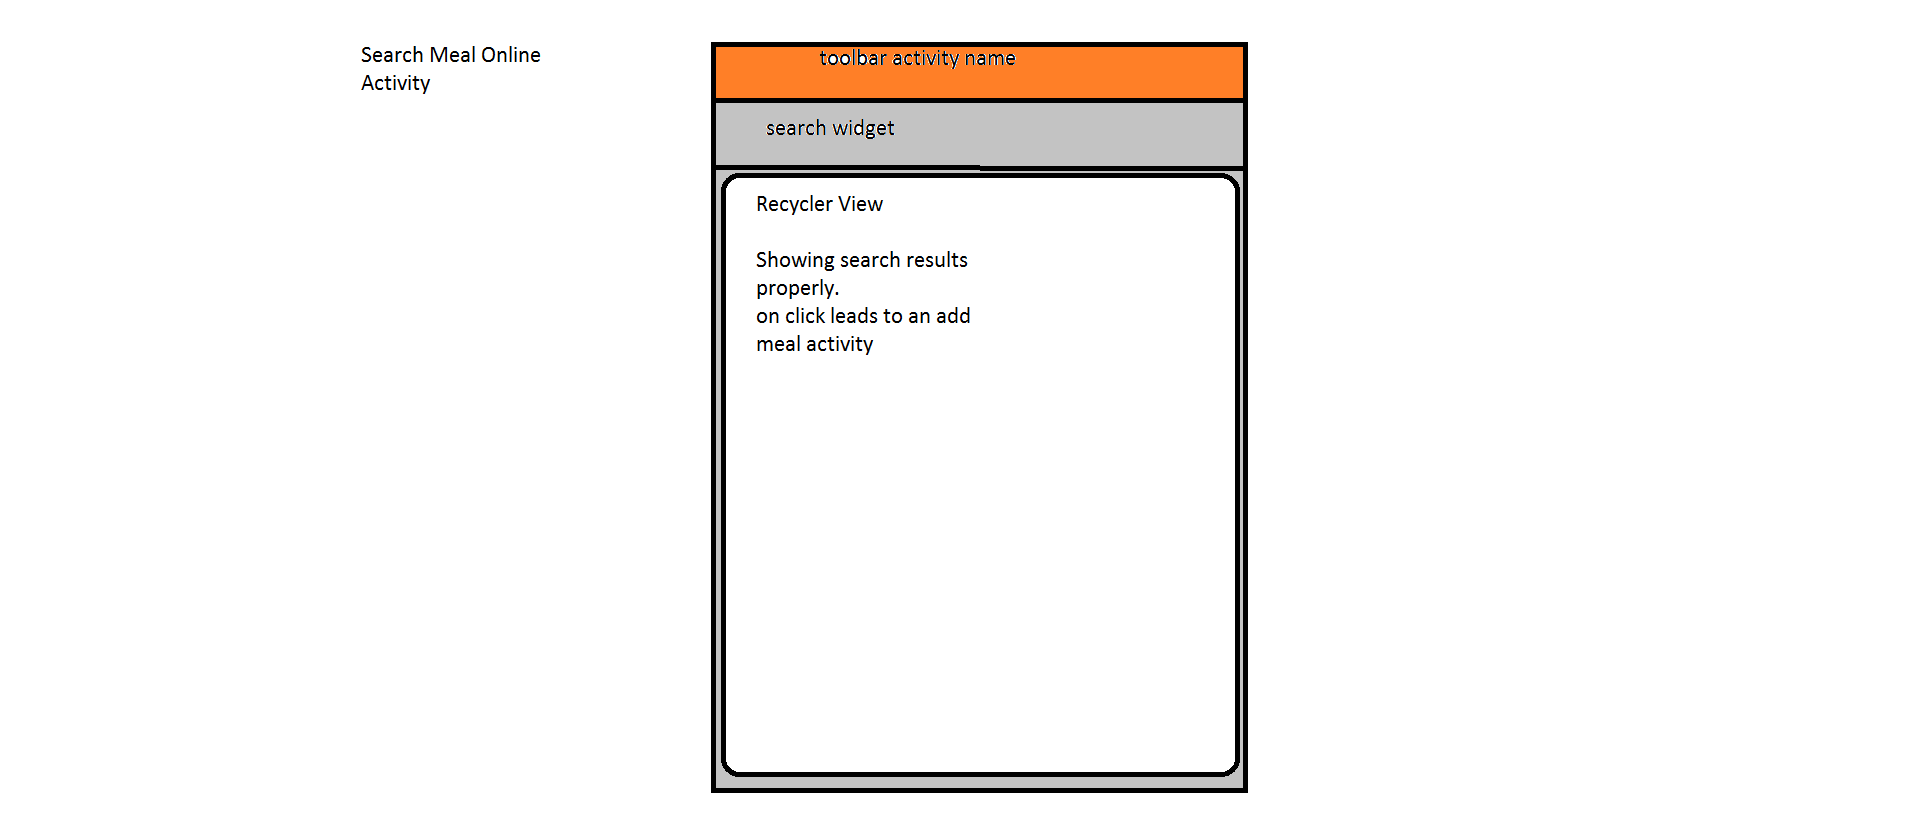 Search Meal Online
Activity
toolbar activity name
search widget
Recycler View
Showing search results
properly.
on click leads to an add
meal activity